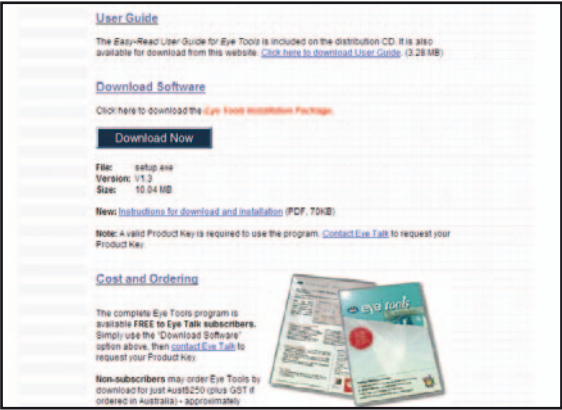 User Guide
The Easy-Read User Guide for Eye Tools is included on the distribution CD. It is also
available for download from this website. Click here to download User Guide. (3.28 MB)
Download Software
Click here to download the Eye Tools Installation Package.
Download Now
File: setup.exe
Version: V1.3
Size: 10.04 MB
New: Instructions for download and installation (PDF, 70KB)
Note: A valid Product Key is required to use the program. Contact Eye Talk to request your
Product Key.
Cost and Ordering
The complete Eye Tools program is
available FREE to Eye Talk subscribers.
Simply use the "Download Software"
option above, then contact Eye Talk to
request your Product Key.
Non-subscribers may order Eye Tools by
download for just Aust$250 (plus GST if
ordered in Australia) - approximately
eye tools